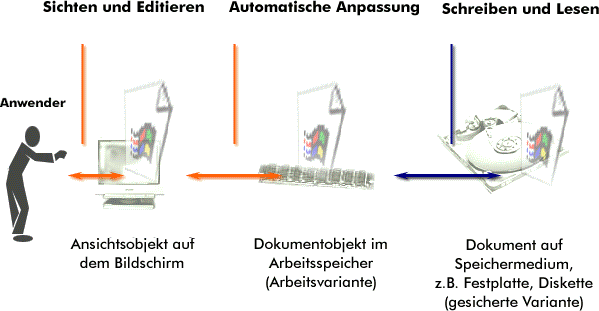 Sichten und Editieren
Automatische Anpassung
Schreiben und Lesen
Anwender
Ansichtsobjekt auf
dem Bildschirm
Dokumentobjekt im
Arbeitsspeicher
(Arbeitsvariante)
Dokument auf
Speichermedium,
z.B. Festplatte, Diskette
(gesicherte Variante)